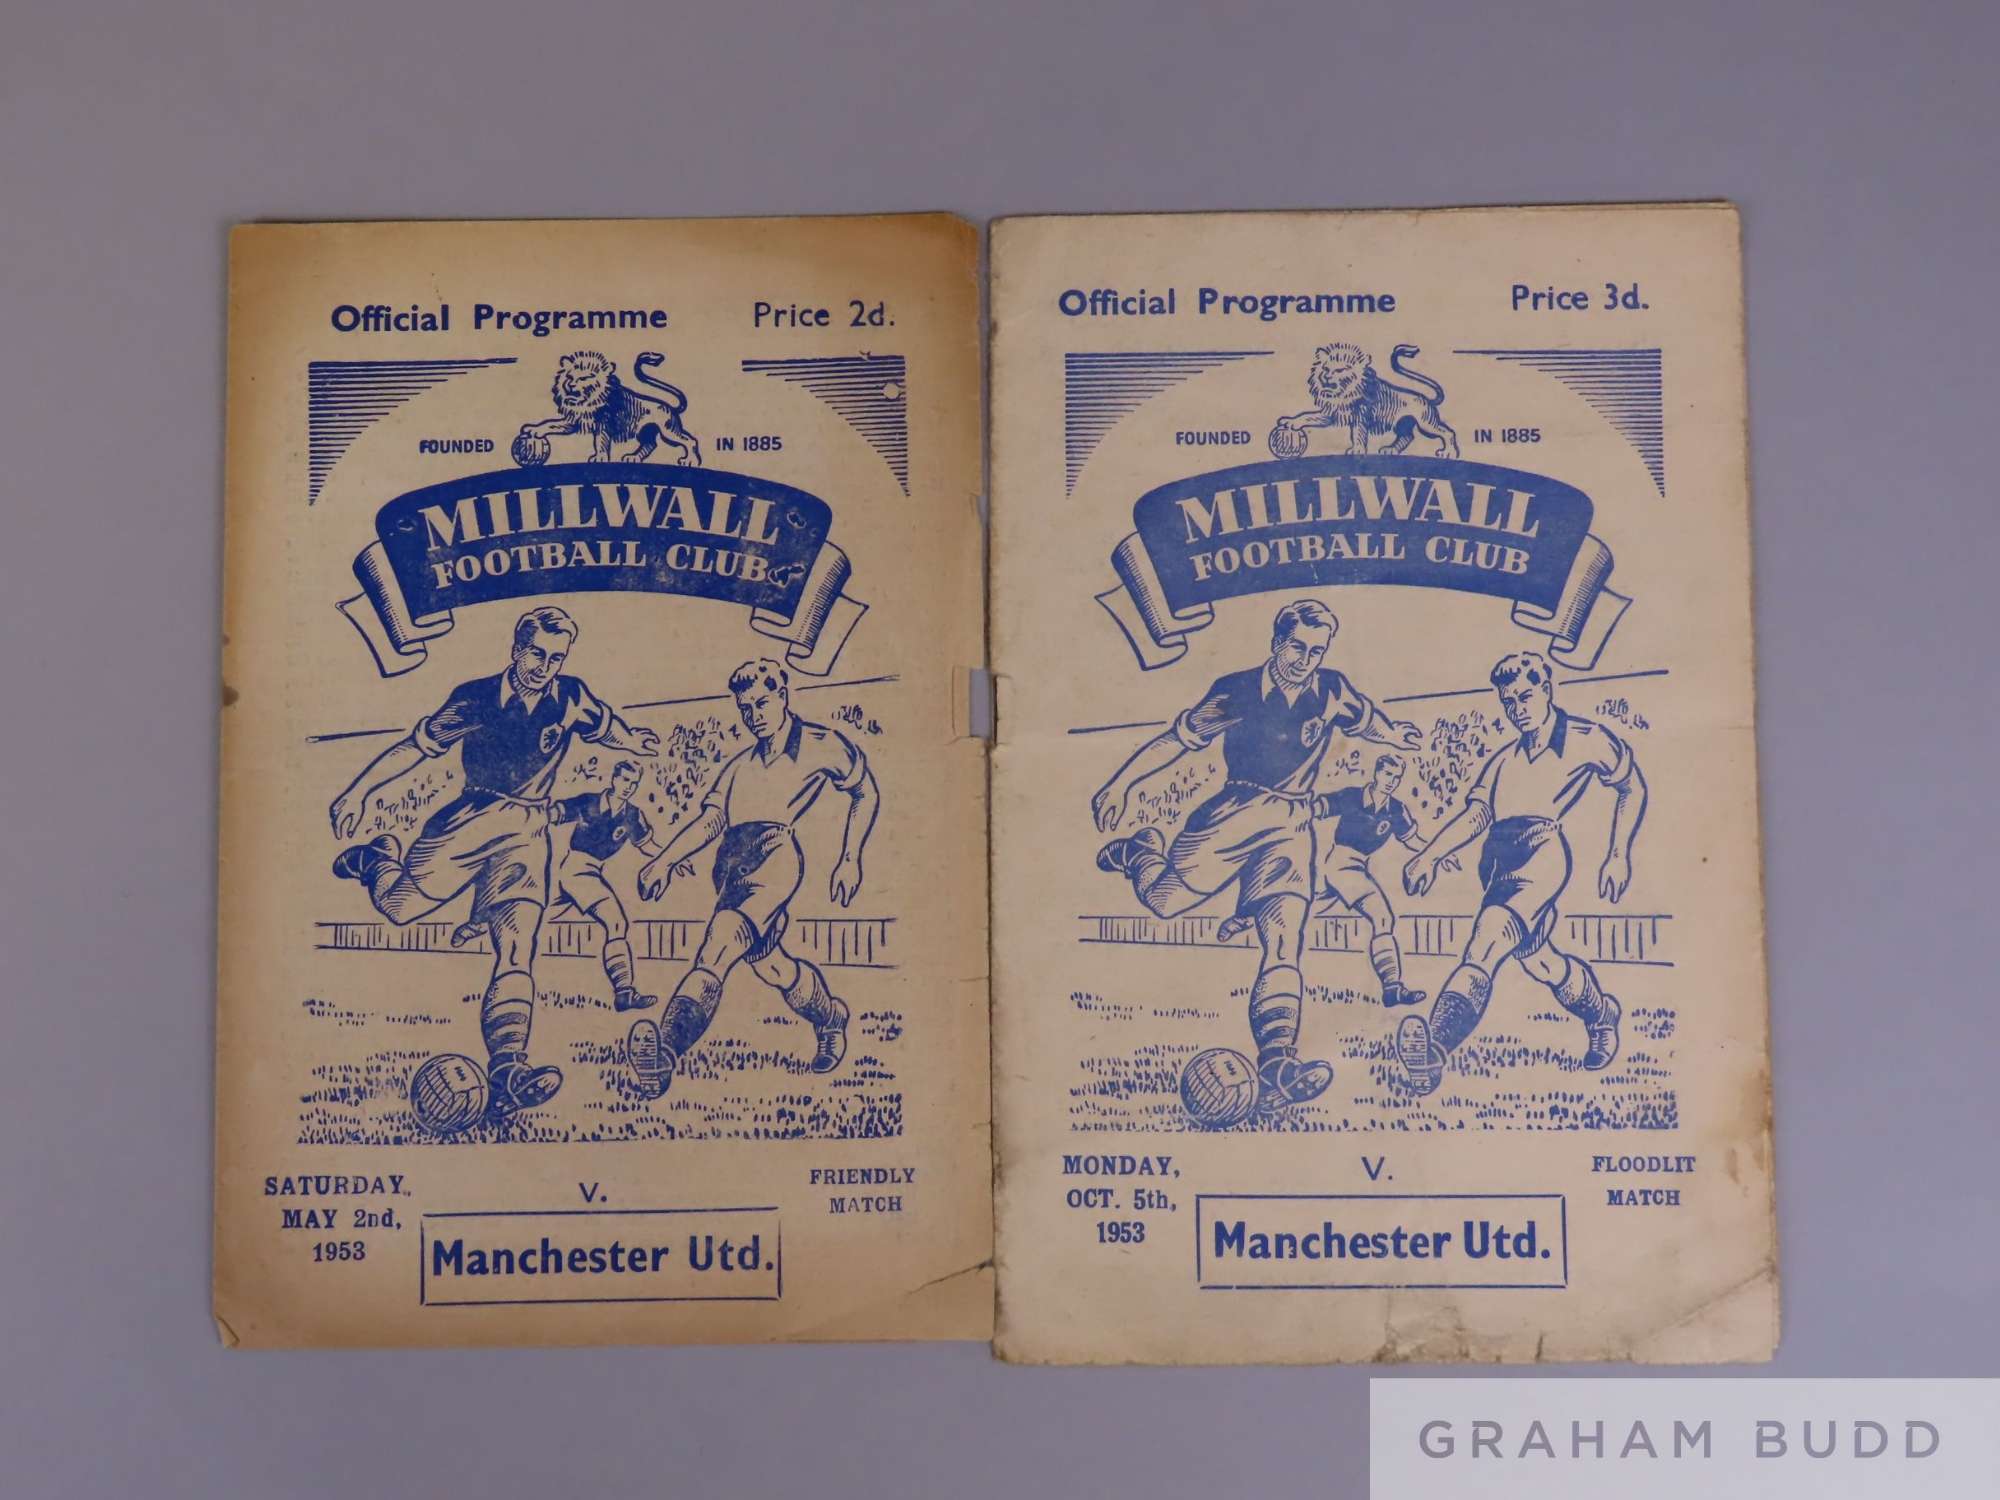 Official Programme Price 2d.
FOUNDED IN 1885
MILLWALL
FOOTBALL CLUB
SATURDAY,
MAY 2nd,
1953
v.
Manchester Utd.
FRIENDLY
MATCH
Official Programme Price 3d.
FOUNDED IN 1885
MILLWALL
FOOTBALL CLUB
MONDAY,
OCT. 5th,
1953
v.
Manchester Utd.
FLOODLIT
MATCH
GRAHAM BUDD